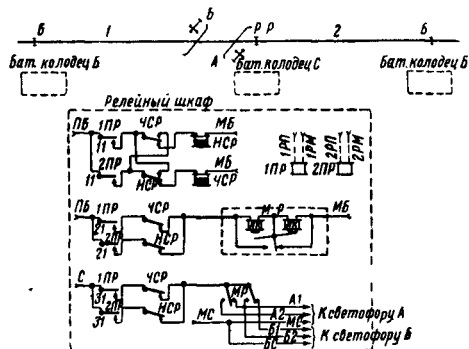 Б 1 Б 2 Б
А Р Р
Бат. колодец Б Бат. колодец С Бат. колодец Б
Релейный шкаф
ПБ 1ПР ЧСР МБ
11 НСР
2ПР МБ
11 НСР ЧСР
1РП 1РМ 2РП 2РМ
1ПР 2ПР
ПБ 1ПР ЧСР М Р МБ
21 2ПР НСР
21
С 1ПР ЧСР МР А1
31 2ПР НСР А2 К светофору А
31 МС Б1 МС
Б2 К светофору Б
БС